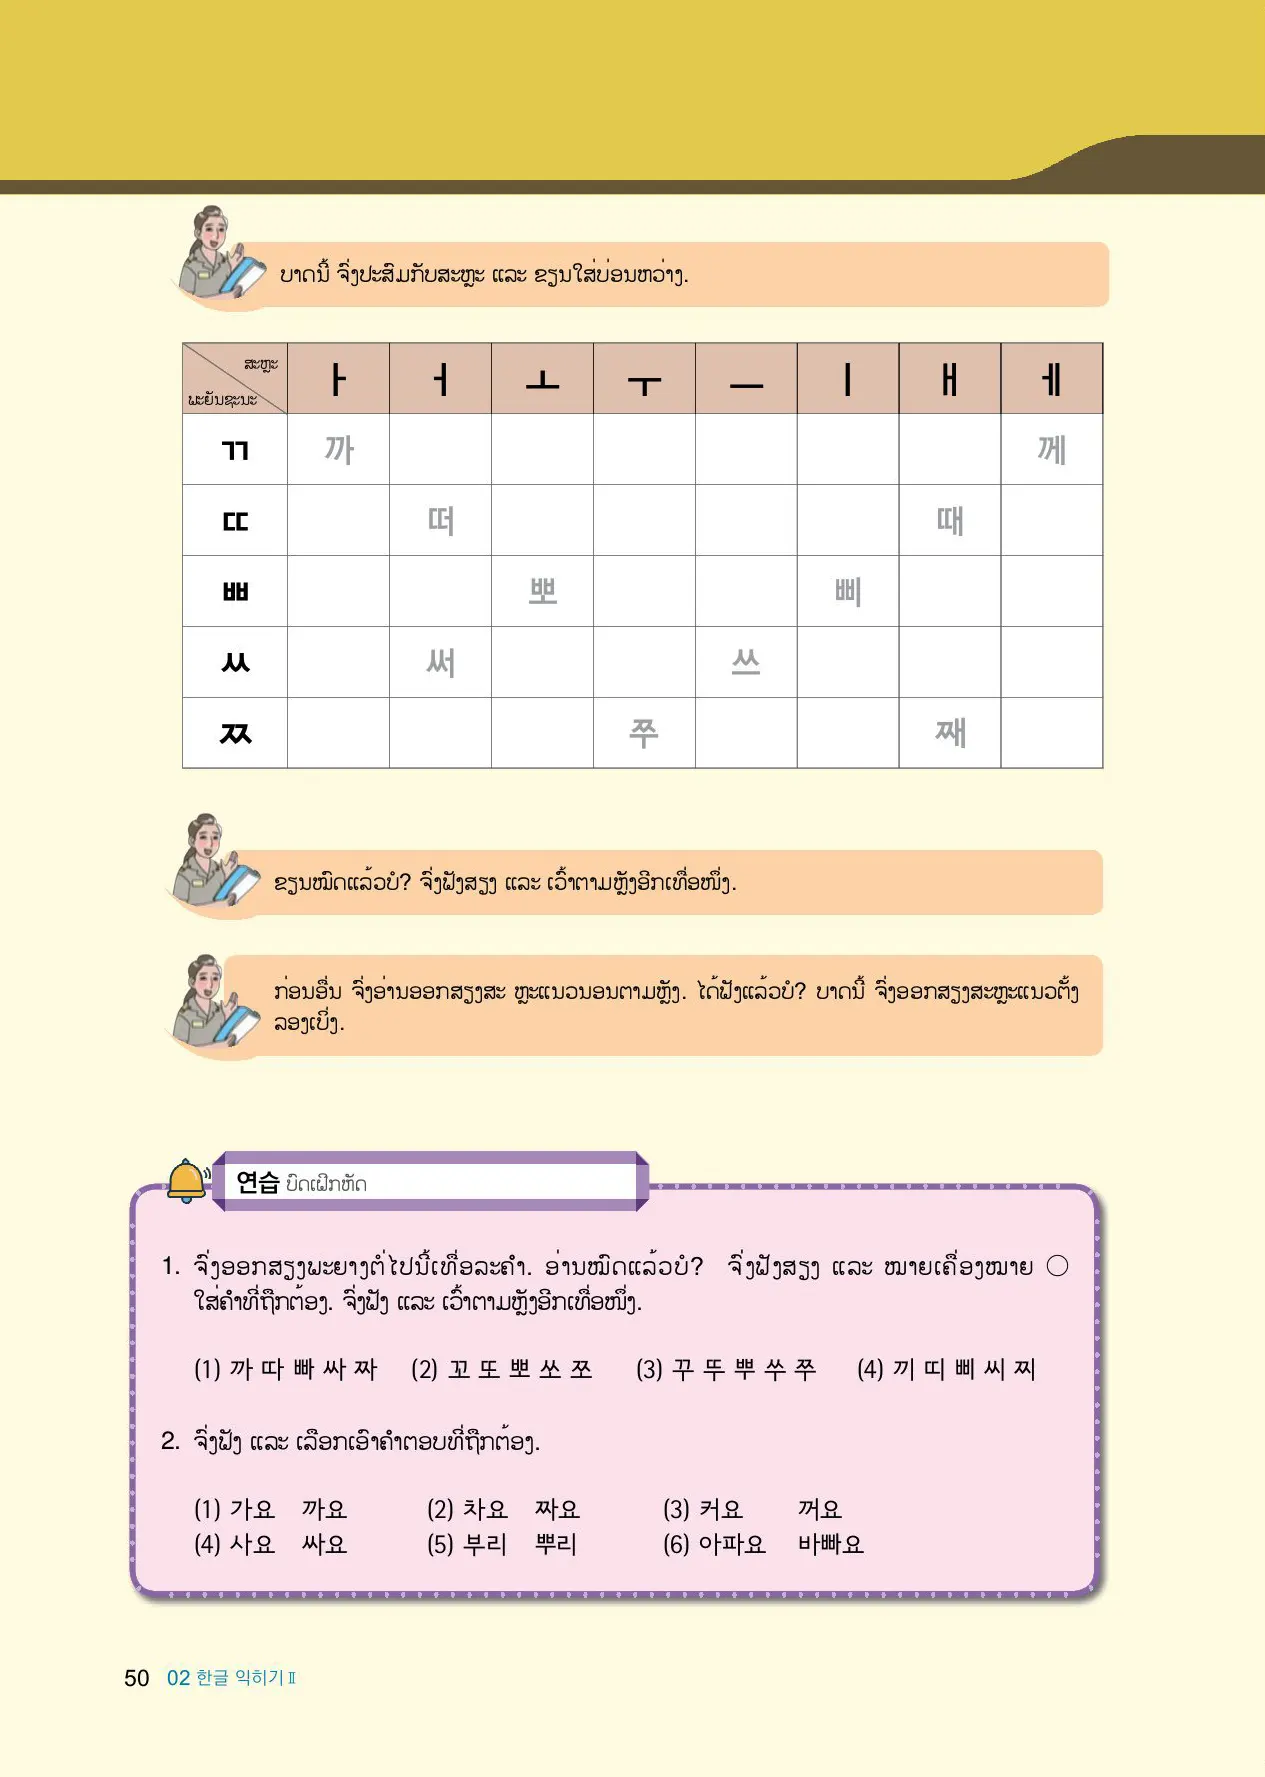 ບາດນີ້ ຈົ່ງປະສົມກັບສະຫຼະ ແລະ ຂຽນໃສ່ບ່ອນຫວ່າງ.
ສະຫຼະ
ພະຍັນຊະນະ
ㅏ ㅓ ㅗ ㅜ ㅡ ㅣ ㅐ ㅔ
ㄲ 까 께
ㄸ 떠 때
ㅃ 뽀 삐
ㅆ 써 쓰
ㅉ 쭈 째
ຂຽນໝົດແລ້ວບໍ? ຈົ່ງຟັງສຽງ ແລະ ເວົ້າຕາມຫຼັງອີກເທື່ອໜຶ່ງ.
ກ່ອນອື່ນ ຈົ່ງອ່ານອອກສຽງສະ ຫຼະແນວນອນຕາມຫຼັງ. ໄດ້ຟັງແລ້ວບໍ? ບາດນີ້ ຈົ່ງອອກສຽງສະຫຼະແນວຕັ້ງ
ລອງເບິ່ງ.
연습 ບົດເຝິກຫັດ
1. ຈົ່ງອອກສຽງພະຍາງຕໍ່ໄປນີ້ເທື່ອລະຄຳ. ອ່ານໝົດແລ້ວບໍ? ຈົ່ງຟັງສຽງ ແລະ ໝາຍເຄື່ອງໝາຍ ○
ໃສ່ຄຳທີ່ຖືກຕ້ອງ. ຈົ່ງຟັງ ແລະ ເວົ້າຕາມຫຼັງອີກເທື່ອໜຶ່ງ.
(1) 까 따 빠 싸 짜 (2) 꼬 또 뽀 쏘 쪼 (3) 꾸 뚜 뿌 쑤 쭈 (4) 끼 띠 삐 씨 찌
2. ຈົ່ງຟັງ ແລະ ເລືອກເອົາຄຳຕອບທີ່ຖືກຕ້ອງ.
(1) 가요 까요 (2) 차요 짜요 (3) 커요 꺼요
(4) 사요 싸요 (5) 부리 뿌리 (6) 아파요 바빠요
50 02 한글 익히기 II